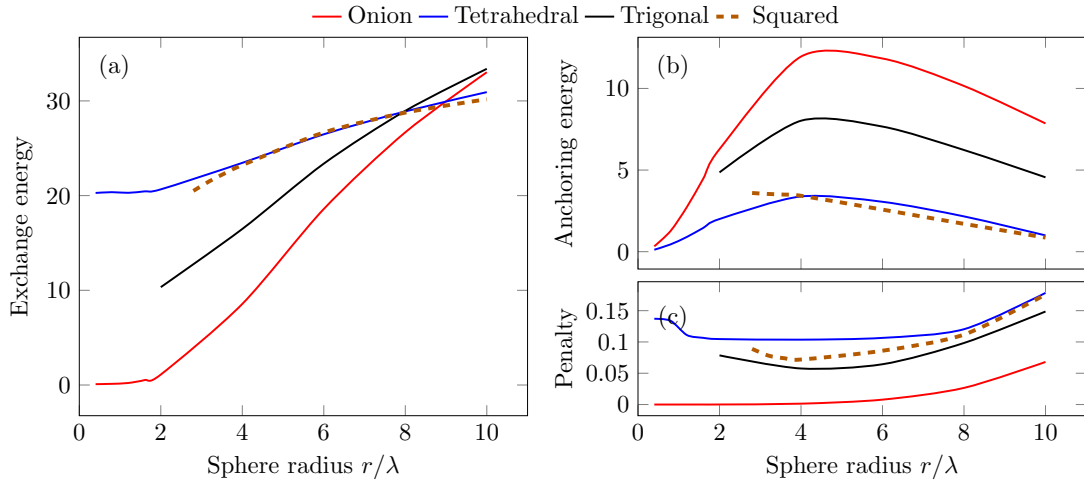 Onion Tetrahedral Trigonal Squared
(a)
Exchange energy
30
20
10
0
0 2 4 6 8 10
Sphere radius r/λ
(b)
Anchoring energy
10
5
0
(c)
Penalty
0.15
0.1
0.05
0
0 2 4 6 8 10
Sphere radius r/λ